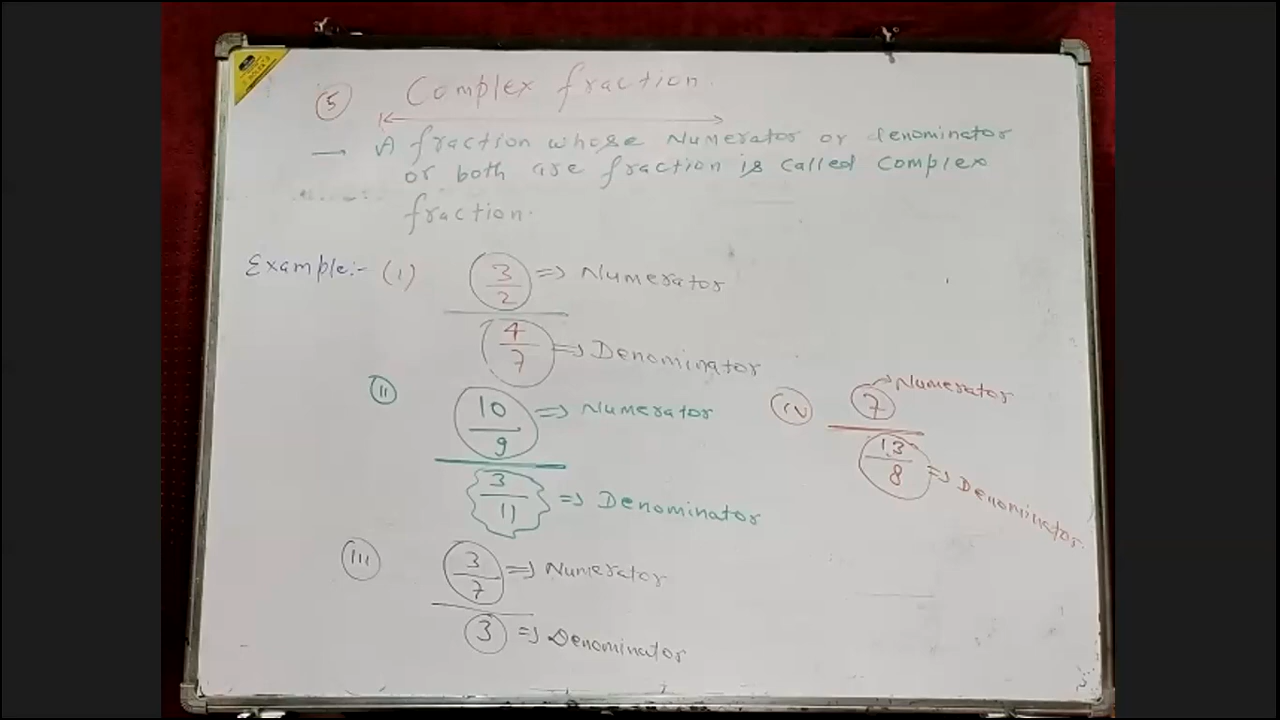 5 Complex fraction.
→ A fraction whose Numerator or denominator
or both are fraction is called Complex
fraction.
Example:- (i) 3 => Numerator
2
4
7 => Denominator
ii 10 => Numerator
9
3
11 => Denominator
iii 3 => Numerator
7
3 => Denominator
iv 7 → Numerator
13
8 => Denominator